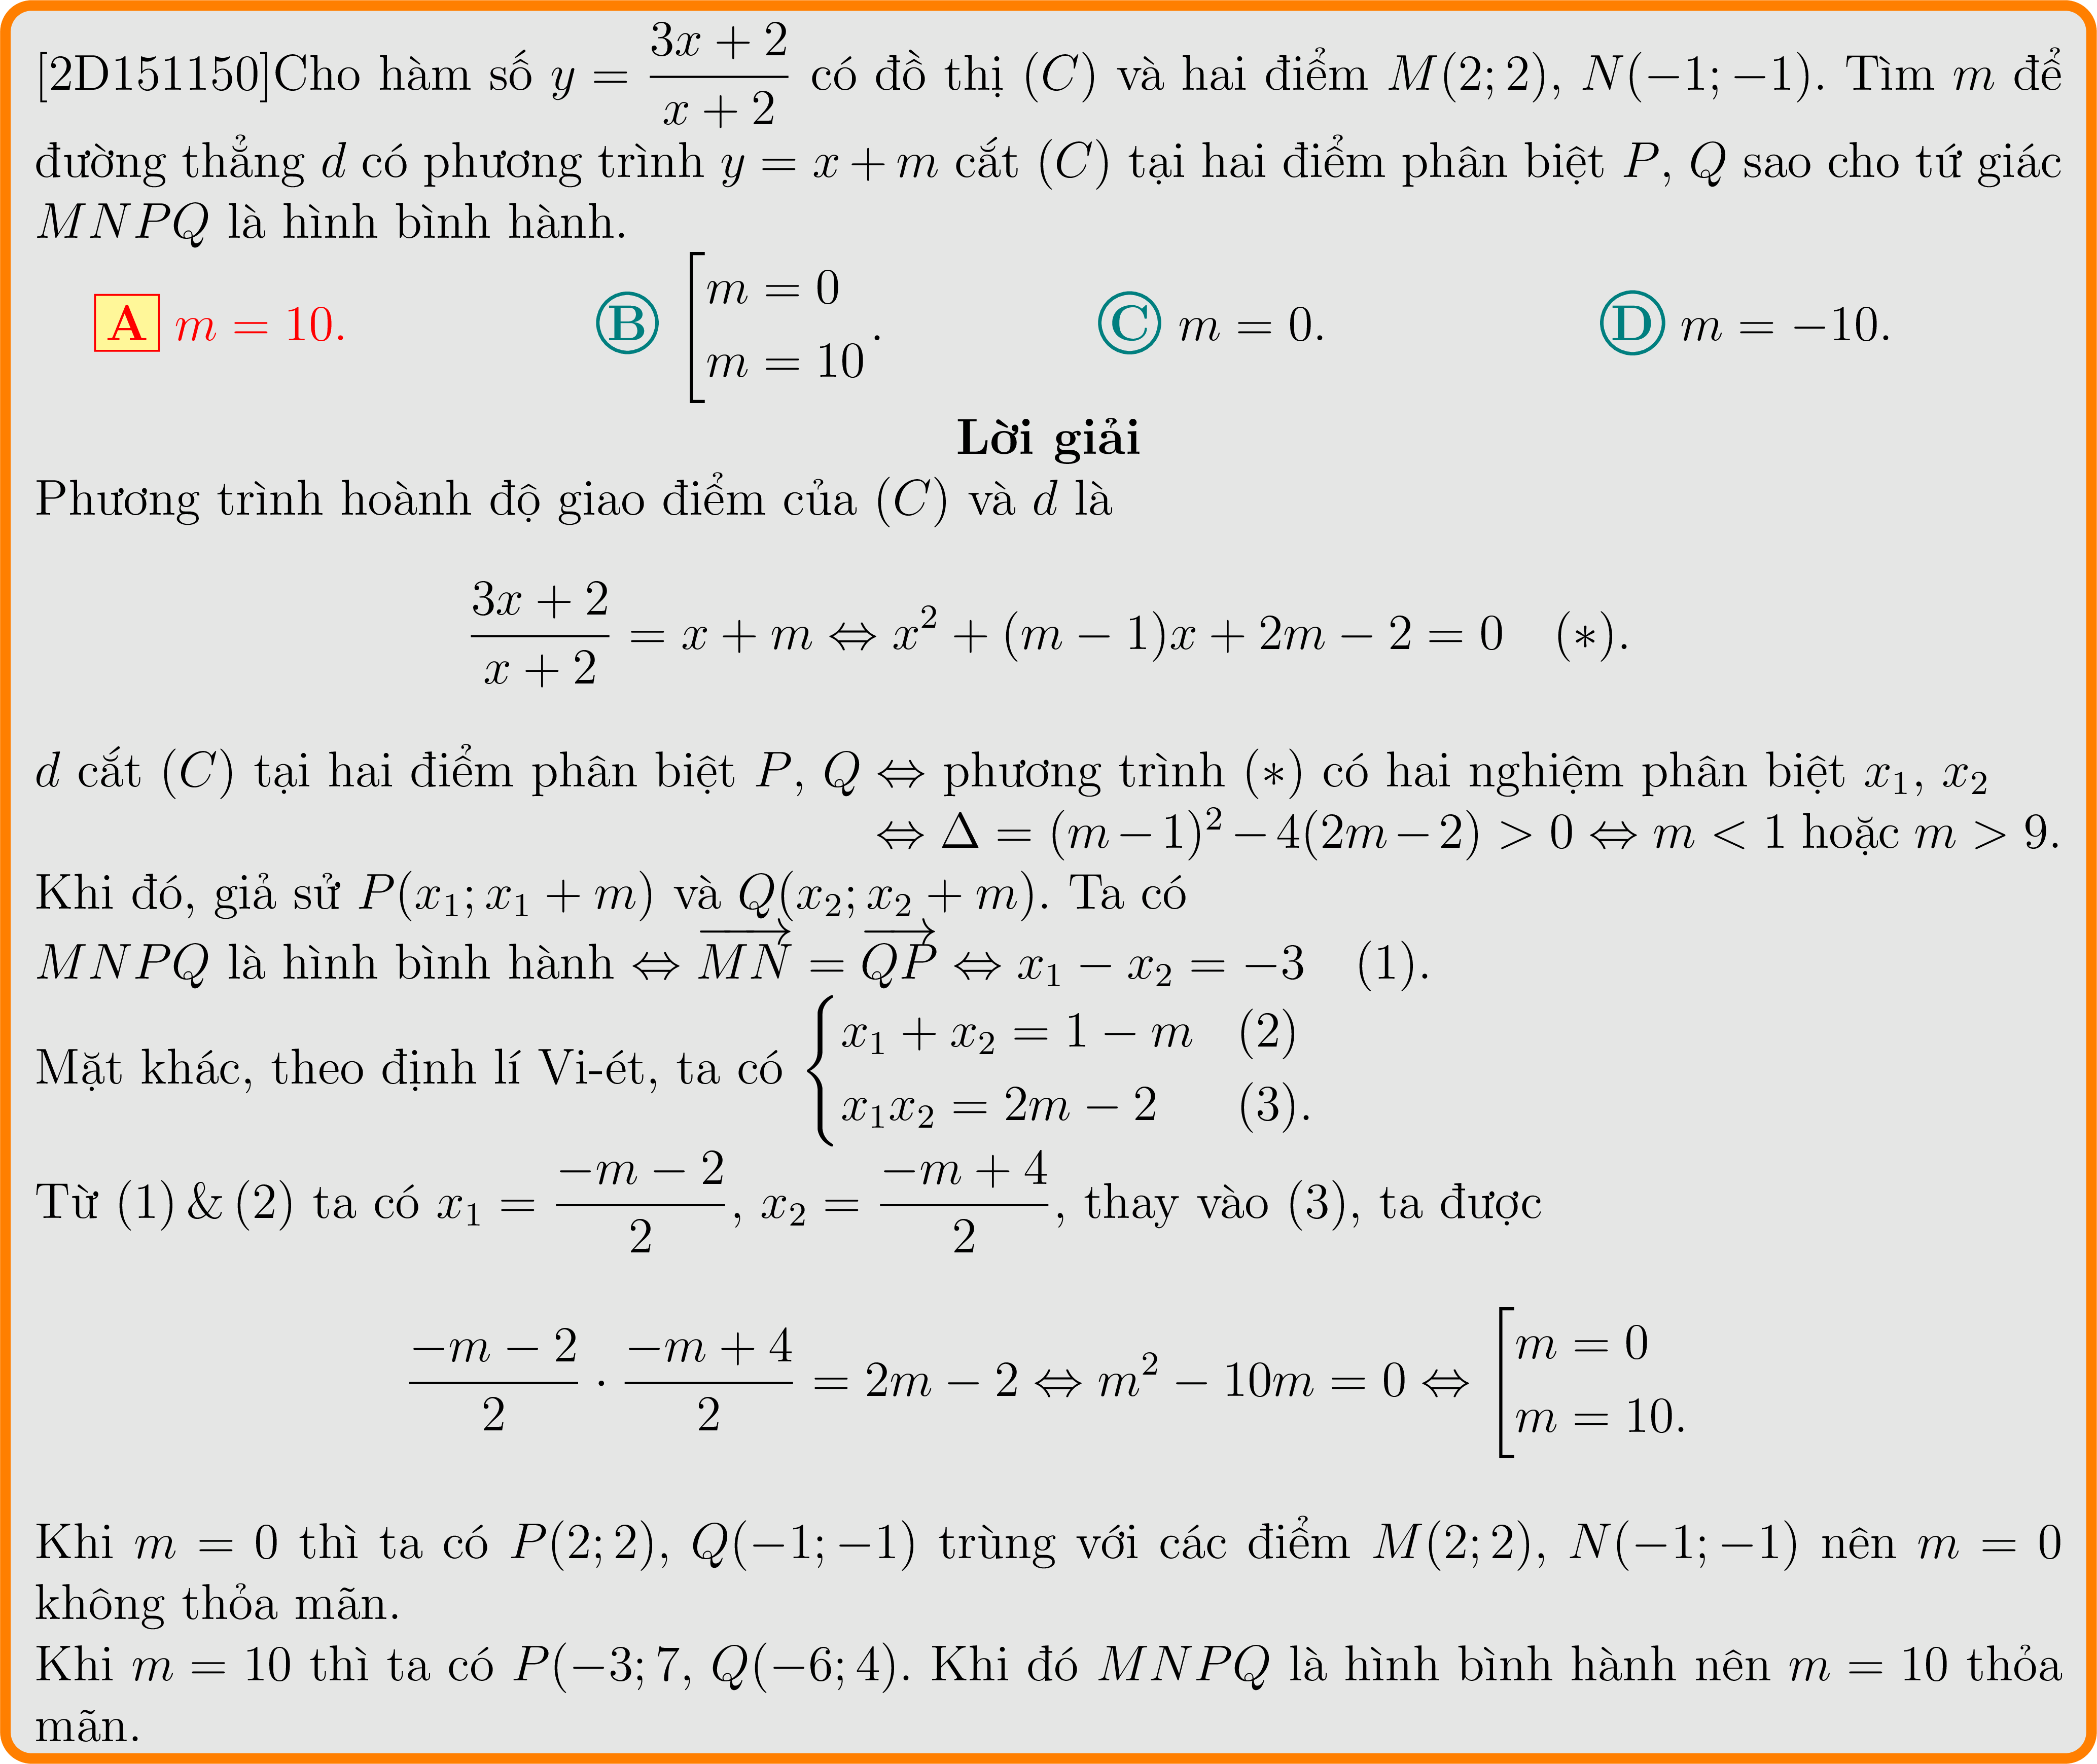 [2D151150]Cho hàm số $y = \dfrac{3x+2}{x+2}$ có đồ thị $(C)$ và hai điểm $M(2;2)$, $N(-1;-1)$. Tìm $m$ để
đường thẳng $d$ có phương trình $y = x + m$ cắt $(C)$ tại hai điểm phân biệt $P$, $Q$ sao cho tứ giác
$MNPQ$ là hình bình hành.
A $m = 10.$ B $\left[\begin{array}{l} m = 0 \\ m = 10 \end{array}\right..$ C $m = 0.$ D $m = -10.$
Lời giải
Phương trình hoành độ giao điểm của $(C)$ và $d$ là
$\dfrac{3x+2}{x+2} = x + m \Leftrightarrow x^2 + (m-1)x + 2m - 2 = 0 \quad (*).$
$d$ cắt $(C)$ tại hai điểm phân biệt $P$, $Q$ $\Leftrightarrow$ phương trình $(*)$ có hai nghiệm phân biệt $x_1$, $x_2$
$\Leftrightarrow \Delta = (m-1)^2 - 4(2m-2) > 0 \Leftrightarrow m < 1$ hoặc $m > 9.$
Khi đó, giả sử $P(x_1; x_1 + m)$ và $Q(x_2; x_2 + m)$. Ta có
$MNPQ$ là hình bình hành $\Leftrightarrow \overrightarrow{MN} = \overrightarrow{QP} \Leftrightarrow x_1 - x_2 = -3 \quad (1).$
Mặt khác, theo định lí Vi-ét, ta có $\begin{cases} x_1 + x_2 = 1 - m & (2) \\ x_1 x_2 = 2m - 2 & (3). \end{cases}$
Từ $(1)\,\&\,(2)$ ta có $x_1 = \dfrac{-m-2}{2}$, $x_2 = \dfrac{-m+4}{2}$, thay vào $(3)$, ta được
$\dfrac{-m-2}{2} \cdot \dfrac{-m+4}{2} = 2m - 2 \Leftrightarrow m^2 - 10m = 0 \Leftrightarrow \left[\begin{array}{l} m = 0 \\ m = 10. \end{array}\right.$
Khi $m = 0$ thì ta có $P(2;2)$, $Q(-1;-1)$ trùng với các điểm $M(2;2)$, $N(-1;-1)$ nên $m = 0$
không thỏa mãn.
Khi $m = 10$ thì ta có $P(-3;7$, $Q(-6;4)$. Khi đó $MNPQ$ là hình bình hành nên $m = 10$ thỏa
mãn.